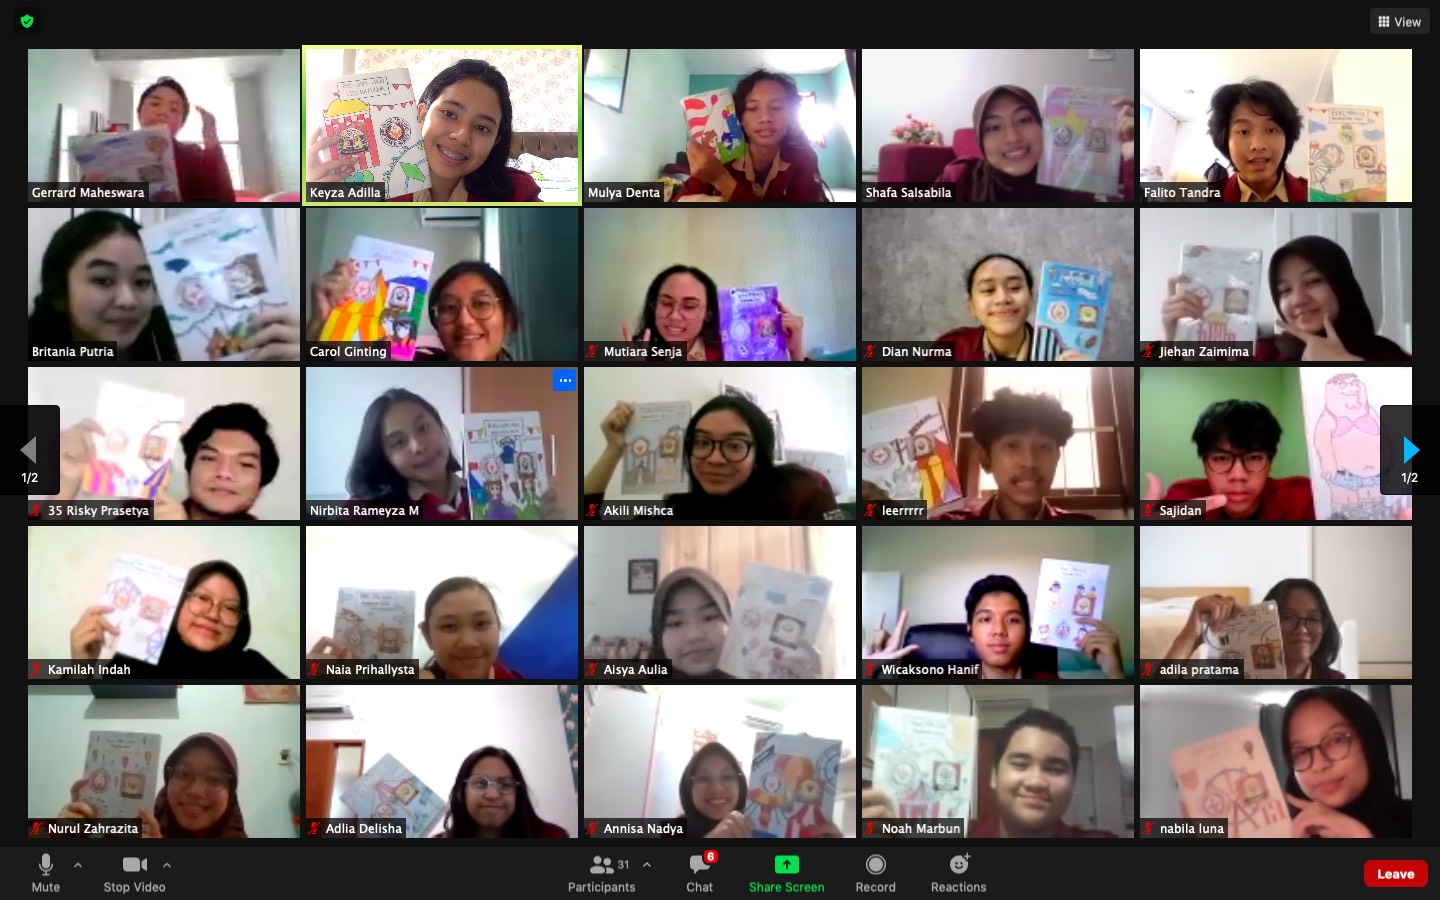 View
Gerrard Maheswara
Keyza Adilla
Mulya Denta
Shafa Salsabila
Falito Tandra
Britania Putria
Carol Ginting
Mutiara Senja
Dian Nurma
Jiehan Zaimima
1/2
1/2
35 Risky Prasetya
Nirbita Rameyza M
Akili Mishca
leerrrrr
Sajidan
Kamilah Indah
Naia Prihallysta
Aisya Aulia
Wicaksono Hanif
adila pratama
Nurul Zahrazita
Adlia Delisha
Annisa Nadya
Noah Marbun
nabila luna
Mute
Stop Video
31
Participants
6
Chat
Share Screen
Record
Reactions
Leave